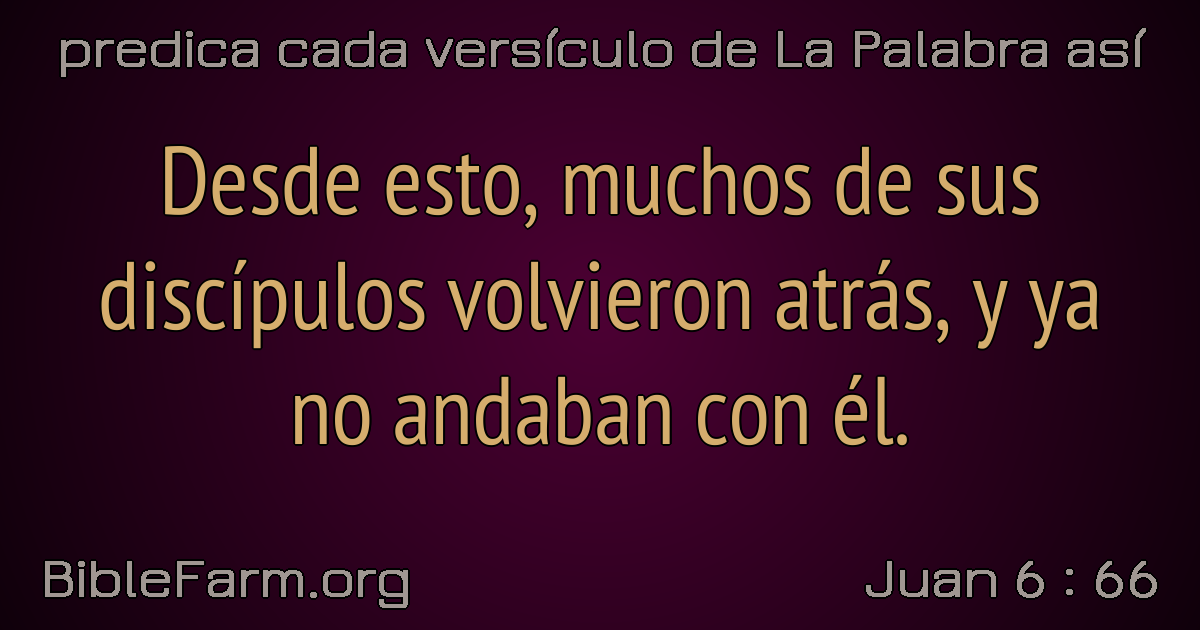 predica cada versículo de La Palabra así
Desde esto, muchos de sus
discípulos volvieron atrás, y ya
no andaban con él.
BibleFarm.org
Juan 6 : 66